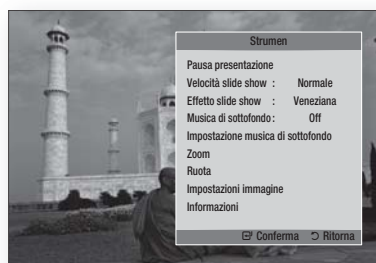 Strumen
Pausa presentazione
Velocità slide show : Normale
Effetto slide show : Veneziana
Musica di sottofondo : Off
Impostazione musica di sottofondo
Zoom
Ruota
Impostazioni immagine
Informazioni
Conferma Ritorna